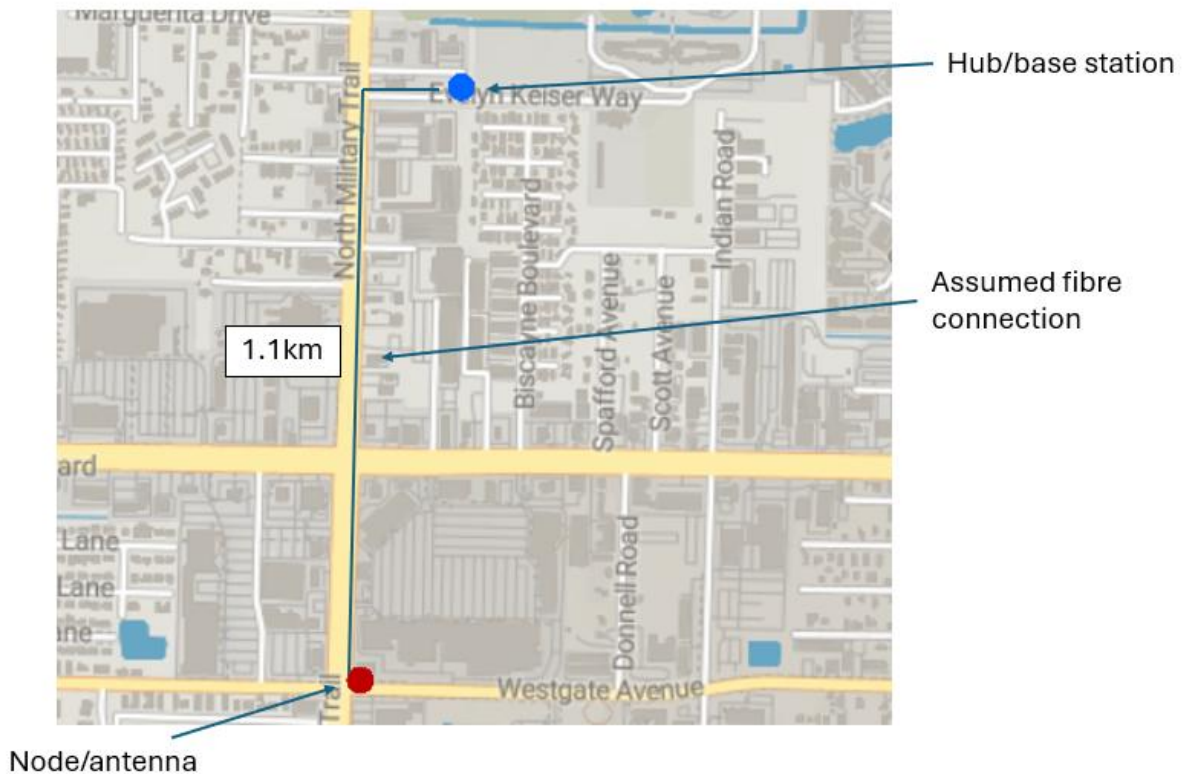 Marguerita Drive
Hub/base station
Evelyn Keiser Way
North Military Trail
Indian Road
Biscayne Boulevard
Spafford Avenue
Scott Avenue
Assumed fibre
connection
1.1km
ard
Lane
Lane
ane
Donnell Road
Westgate Avenue
Trail
Node/antenna